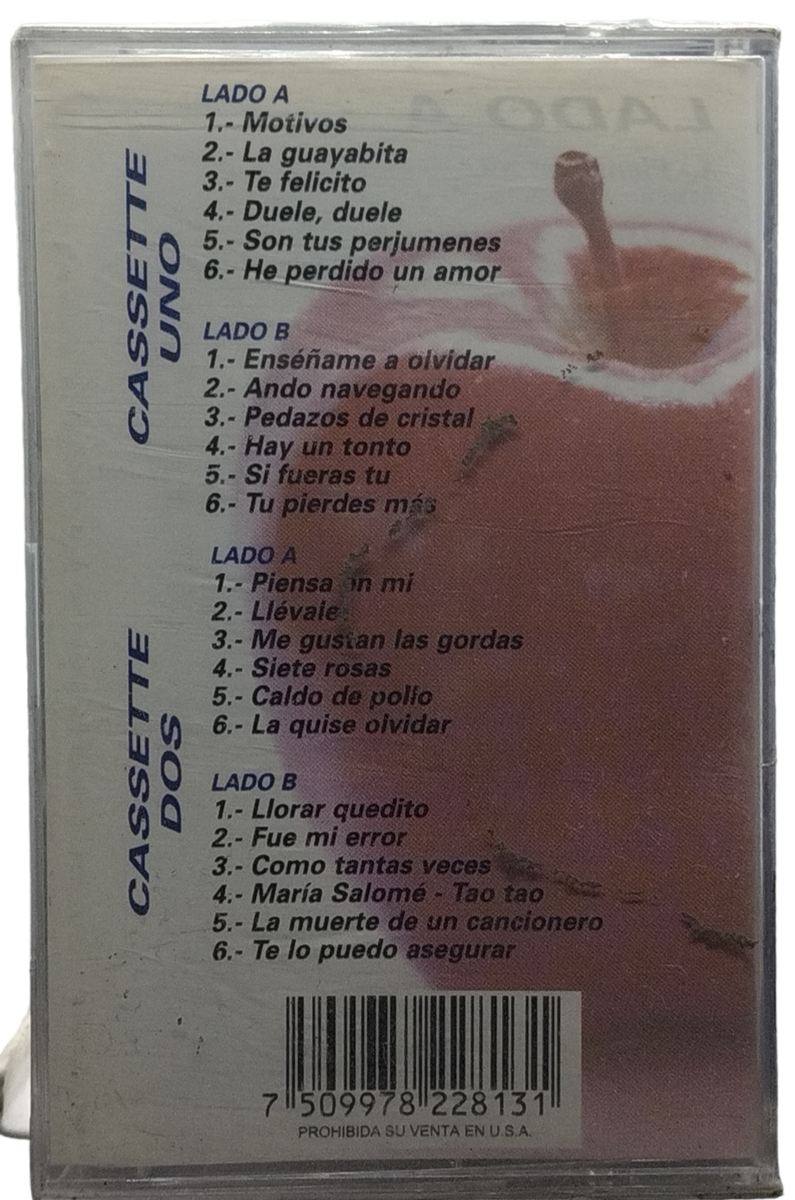 LADO A
CASSETTE UNO
LADO A
1.- Motivos
2.- La guayabita
3.- Te felicito
4.- Duele, duele
5.- Son tus perjumenes
6.- He perdido un amor
LADO B
1.- Enséñame a olvidar
2.- Ando navegando
3.- Pedazos de cristal
4.- Hay un tonto
5.- Si fueras tu
6.- Tu pierdes más
CASSETTE DOS
LADO A
1.- Piensa en mi
2.- Llévale
3.- Me gustan las gordas
4.- Siete rosas
5.- Caldo de pollo
6.- La quise olvidar
LADO B
1.- Llorar quedito
2.- Fue mi error
3.- Como tantas veces
4.- María Salomé - Tao tao
5.- La muerte de un cancionero
6.- Te lo puedo asegurar
7 509978 228131
PROHIBIDA SU VENTA EN U.S.A.